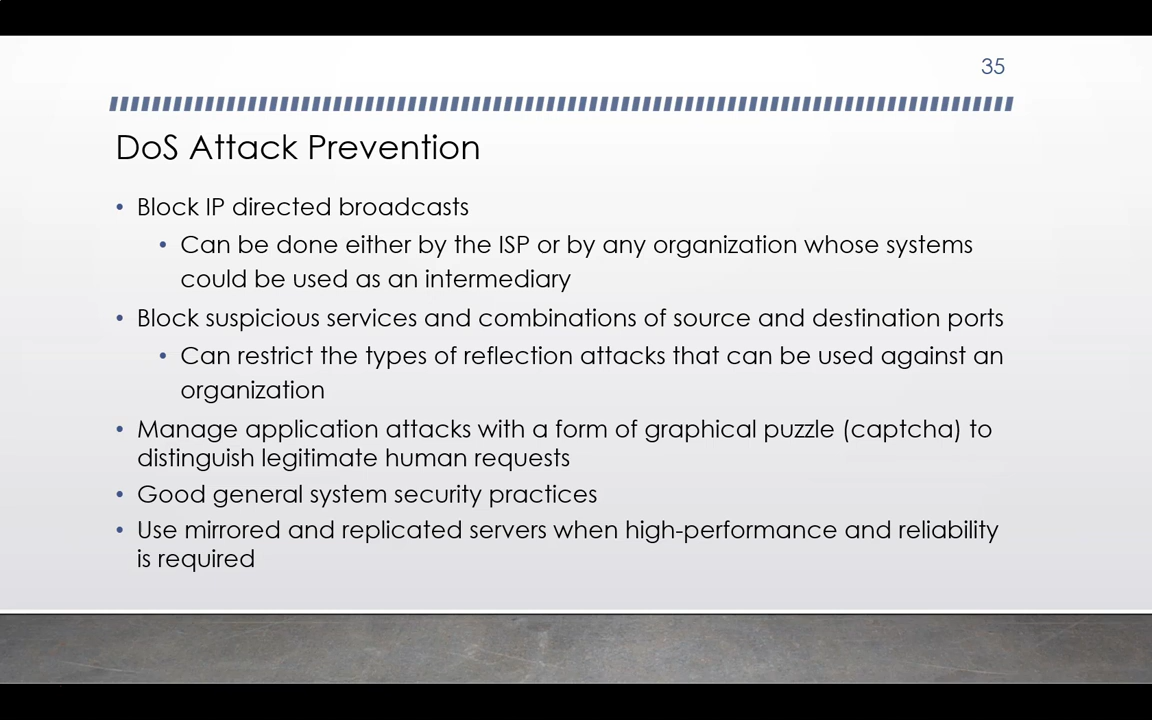 35
DoS Attack Prevention
• Block IP directed broadcasts
• Can be done either by the ISP or by any organization whose systems
could be used as an intermediary
• Block suspicious services and combinations of source and destination ports
• Can restrict the types of reflection attacks that can be used against an
organization
• Manage application attacks with a form of graphical puzzle (captcha) to
distinguish legitimate human requests
• Good general system security practices
• Use mirrored and replicated servers when high-performance and reliability
is required